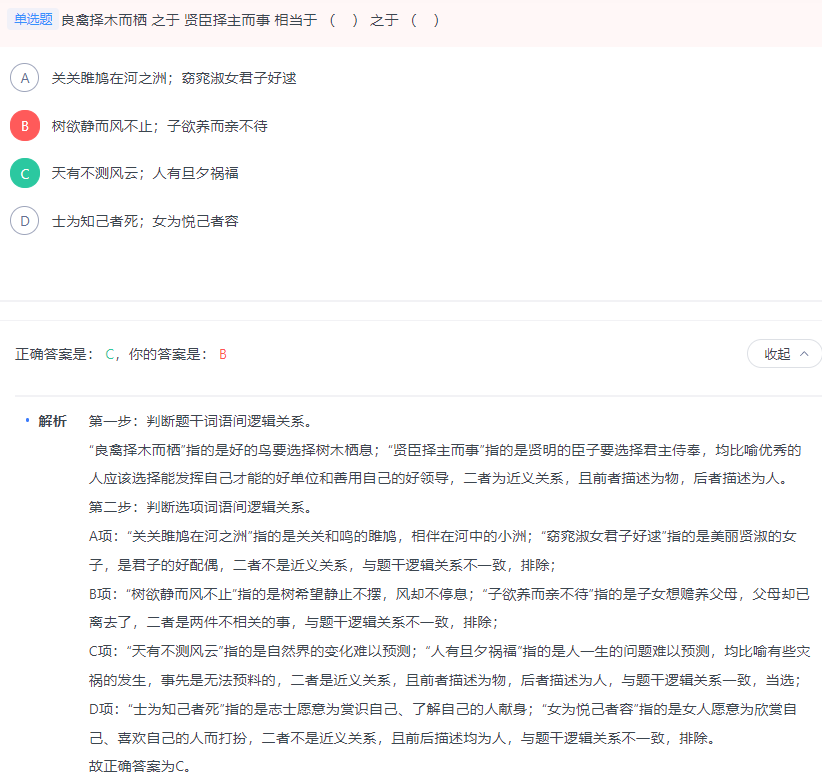 单选题 良禽择木而栖 之于 贤臣择主而事 相当于 （ ） 之于 （ ）
A 关关雎鸠在河之洲；窈窕淑女君子好逑
B 树欲静而风不止；子欲养而亲不待
C 天有不测风云；人有旦夕祸福
D 士为知己者死；女为悦己者容
正确答案是： C，你的答案是： B
收起
解析 第一步：判断题干词语间逻辑关系。
“良禽择木而栖”指的是好的鸟要选择树木栖息；“贤臣择主而事”指的是贤明的臣子要选择君主侍奉，均比喻优秀的
人应该选择能发挥自己才能的好单位和善用自己的好领导，二者为近义关系，且前者描述为物，后者描述为人。
第二步：判断选项词语间逻辑关系。
A项：“关关雎鸠在河之洲”指的是关关和鸣的雎鸠，相伴在河中的小洲；“窈窕淑女君子好逑”指的是美丽贤淑的女
子，是君子的好配偶，二者不是近义关系，与题干逻辑关系不一致，排除；
B项：“树欲静而风不止”指的是树希望静止不摆，风却不停息；“子欲养而亲不待”指的是子女想赡养父母，父母却已
离去了，二者是两件不相关的事，与题干逻辑关系不一致，排除；
C项：“天有不测风云”指的是自然界的变化难以预测；“人有旦夕祸福”指的是人一生的问题难以预测，均比喻有些灾
祸的发生，事先是无法预料的，二者是近义关系，且前者描述为物，后者描述为人，与题干逻辑关系一致，当选；
D项：“士为知己者死”指的是志士愿意为赏识自己、了解自己的人献身；“女为悦己者容”指的是女人愿意为欣赏自
己、喜欢自己的人而打扮，二者不是近义关系，且前后描述均为人，与题干逻辑关系不一致，排除。
故正确答案为C。